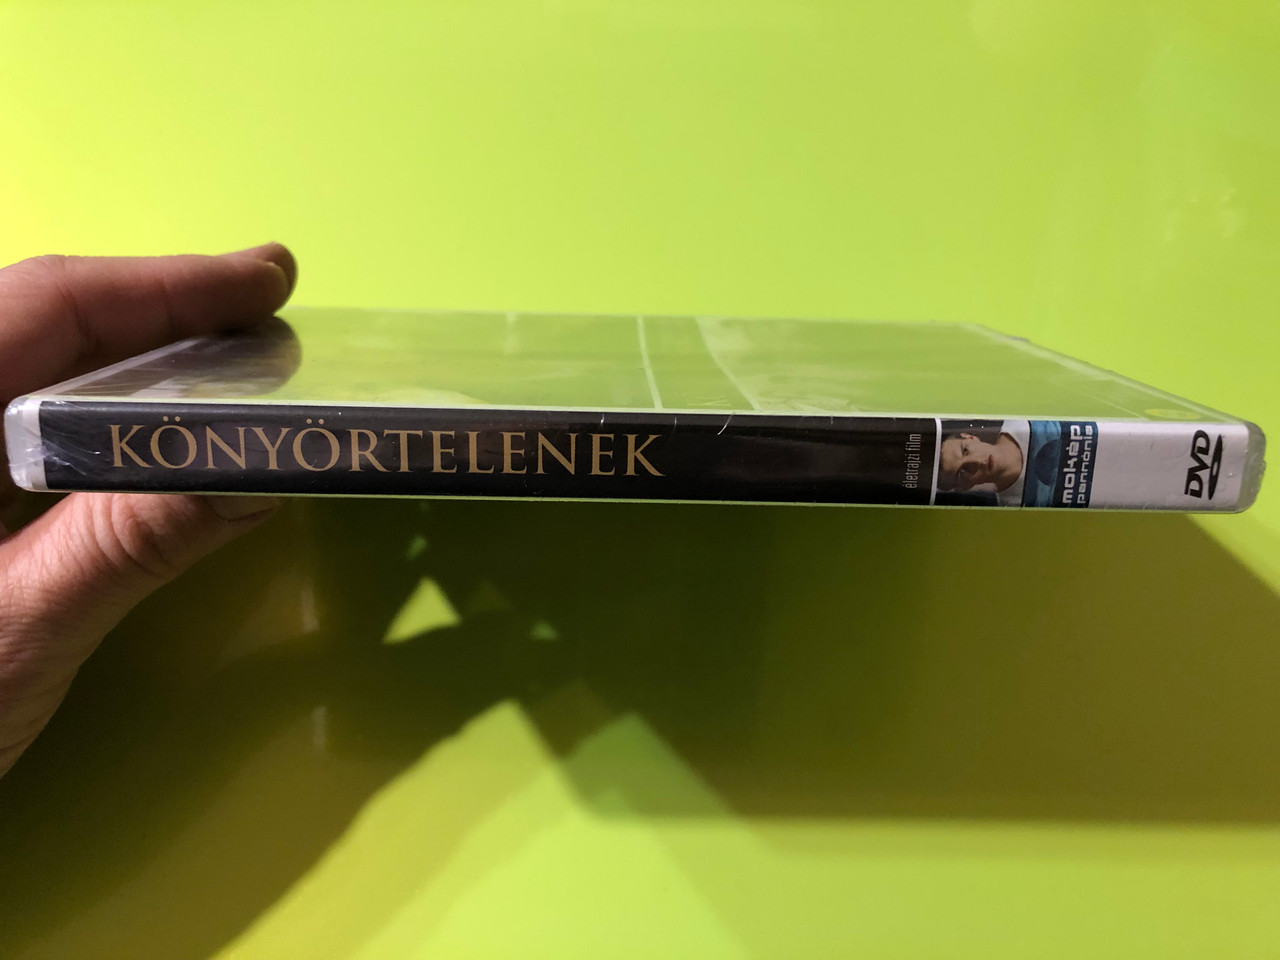 KÖNYÖRTELENEK
életrajzi film
mokép
pannónia
DVD